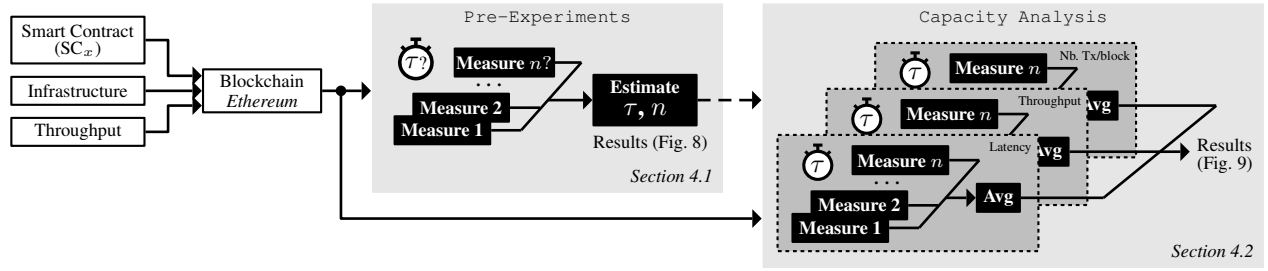 Smart Contract
(SCx)
Infrastructure
Throughput
Blockchain
Ethereum
Pre-Experiments
τ?
Measure n?
...
Measure 2
Measure 1
Estimate
τ, n
Results (Fig. 8)
Section 4.1
Capacity Analysis
τ
Measure n
Nb. Tx/block
Avg
τ
Measure n
Throughput
Avg
τ
Measure n
Latency
...
Measure 2
Measure 1
Avg
Results
(Fig. 9)
Section 4.2